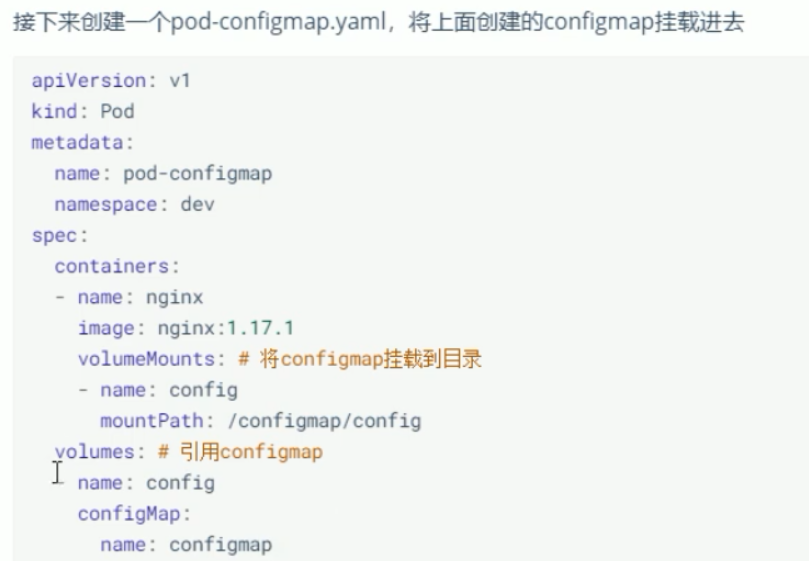 接下来创建一个pod-configmap.yaml，将上面创建的configmap挂载进去
apiVersion: v1
kind: Pod
metadata:
  name: pod-configmap
  namespace: dev
spec:
  containers:
  - name: nginx
    image: nginx:1.17.1
    volumeMounts: # 将configmap挂载到目录
    - name: config
      mountPath: /configmap/config
  volumes: # 引用configmap
  - name: config
    configMap:
      name: configmap